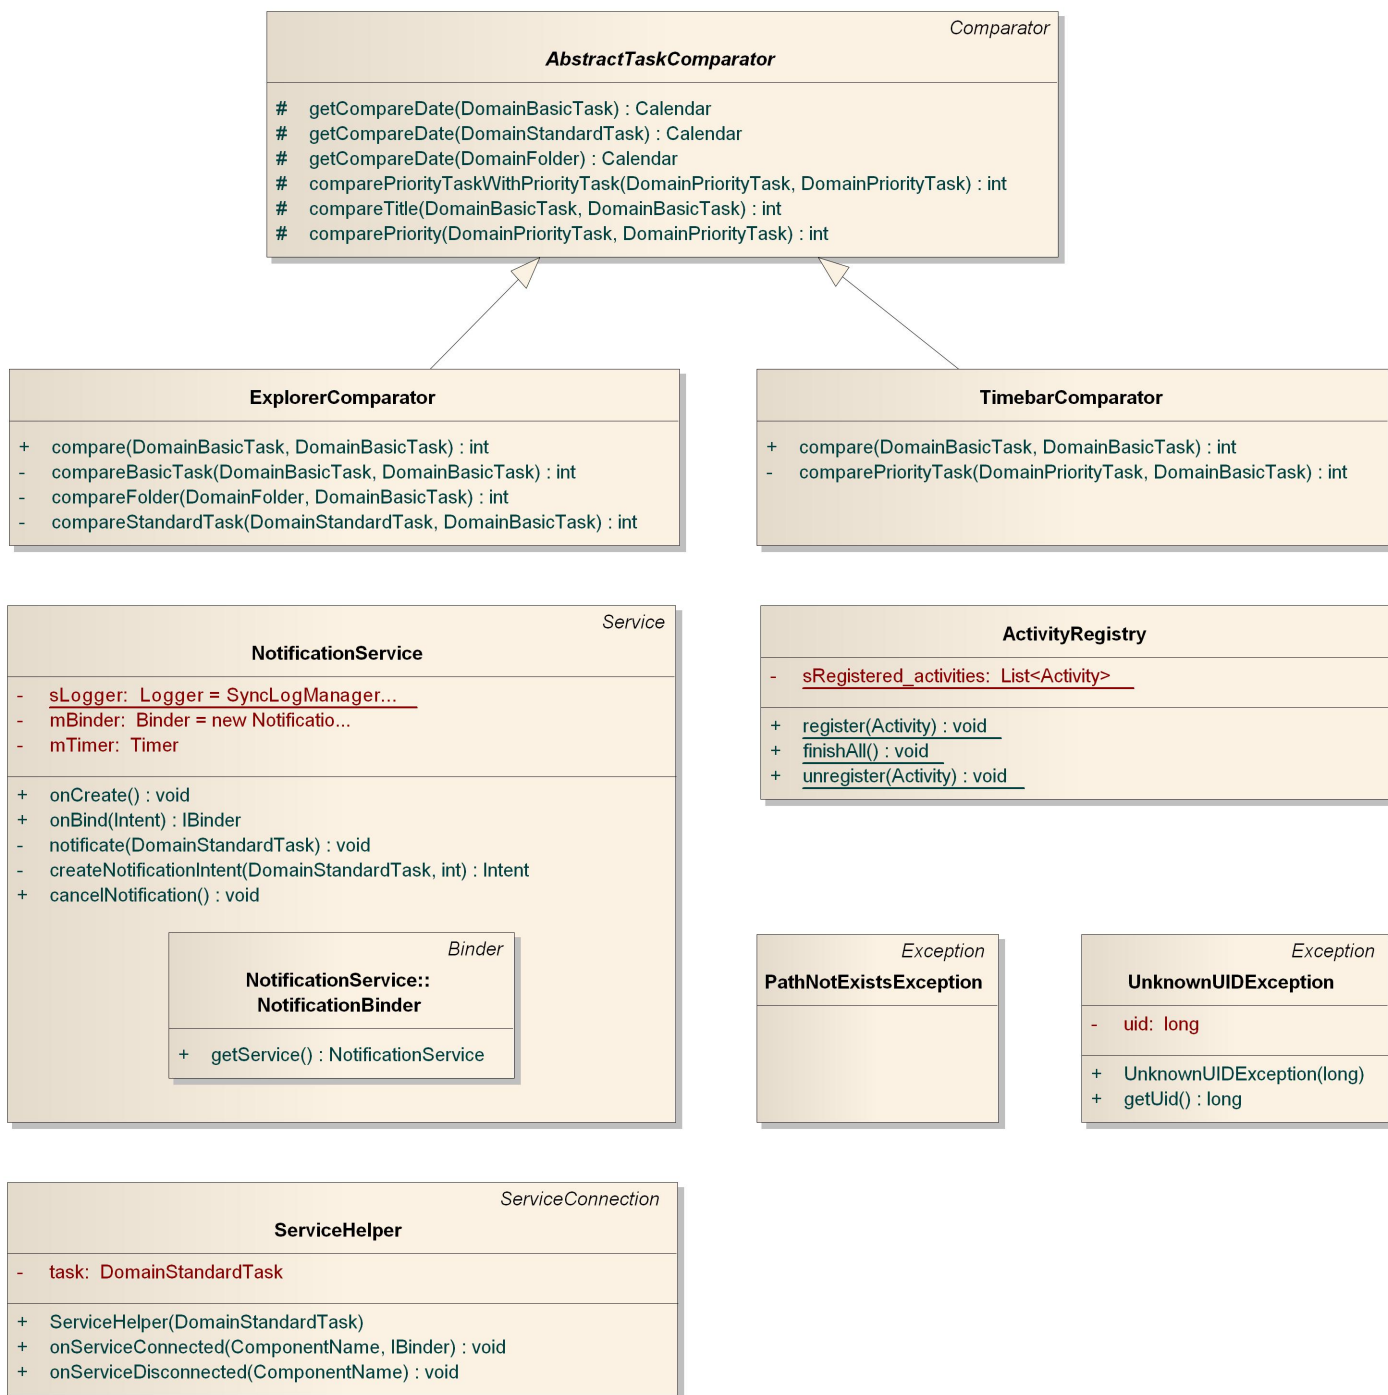 Comparator
AbstractTaskComparator
# getCompareDate(DomainBasicTask) : Calendar
# getCompareDate(DomainStandardTask) : Calendar
# getCompareDate(DomainFolder) : Calendar
# comparePriorityTaskWithPriorityTask(DomainPriorityTask, DomainPriorityTask) : int
# compareTitle(DomainBasicTask, DomainBasicTask) : int
# comparePriority(DomainPriorityTask, DomainPriorityTask) : int
ExplorerComparator
+ compare(DomainBasicTask, DomainBasicTask) : int
- compareBasicTask(DomainBasicTask, DomainBasicTask) : int
- compareFolder(DomainFolder, DomainBasicTask) : int
- compareStandardTask(DomainStandardTask, DomainBasicTask) : int
TimebarComparator
+ compare(DomainBasicTask, DomainBasicTask) : int
- comparePriorityTask(DomainPriorityTask, DomainBasicTask) : int
Service
NotificationService
- sLogger: Logger = SyncLogManager...
- mBinder: Binder = new Notificatio...
- mTimer: Timer
+ onCreate() : void
+ onBind(Intent) : IBinder
- notificate(DomainStandardTask) : void
- createNotificationIntent(DomainStandardTask, int) : Intent
+ cancelNotification() : void
Binder
NotificationService::
NotificationBinder
+ getService() : NotificationService
ActivityRegistry
- sRegistered_activities: List<Activity>
+ register(Activity) : void
+ finishAll() : void
+ unregister(Activity) : void
Exception
PathNotExistsException
Exception
UnknownUIDException
- uid: long
+ UnknownUIDException(long)
+ getUid() : long
ServiceConnection
ServiceHelper
- task: DomainStandardTask
+ ServiceHelper(DomainStandardTask)
+ onServiceConnected(ComponentName, IBinder) : void
+ onServiceDisconnected(ComponentName) : void